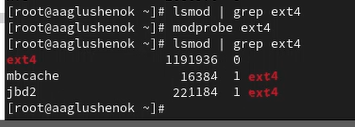 [root@aaglushenok ~]# lsmod | grep ext4
[root@aaglushenok ~]# modprobe ext4
[root@aaglushenok ~]# lsmod | grep ext4
ext4 1191936 0
mbcache 16384 1 ext4
jbd2 221184 1 ext4
[root@aaglushenok ~]#